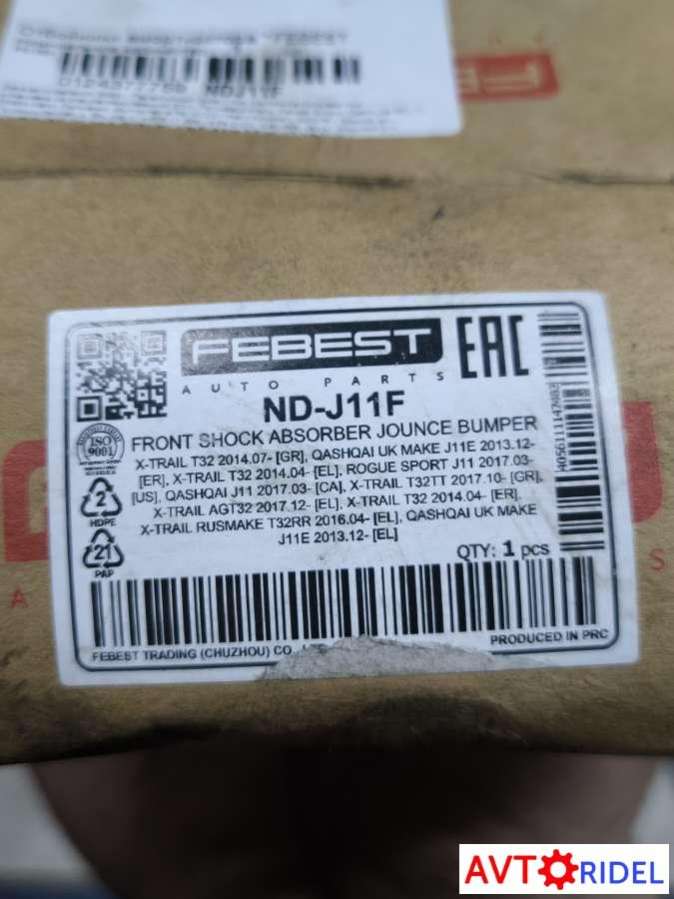 NDJ11F
FEBEST
AUTO PARTS
EAC
ND-J11F
FRONT SHOCK ABSORBER JOUNCE BUMPER
X-TRAIL T32 2014.07- [GR], QASHQAI UK MAKE J11E 2013.12-
[ER], X-TRAIL T32 2014.04- [EL], ROGUE SPORT J11 2017.03-
[US], QASHQAI J11 2017.03- [CA], X-TRAIL T32TT 2017.10- [GR],
X-TRAIL AGT32 2017.12- [EL], X-TRAIL T32 2014.04- [ER],
X-TRAIL RUSMAKE T32RR 2016.04- [EL], QASHQAI UK MAKE
J11E 2013.12- [EL]
ISO
9001
2
HDPE
21
PAP
QTY: 1 pcs
PRODUCED IN PRC
FEBEST TRADING (CHUZHOU) CO
AVTORIDEL